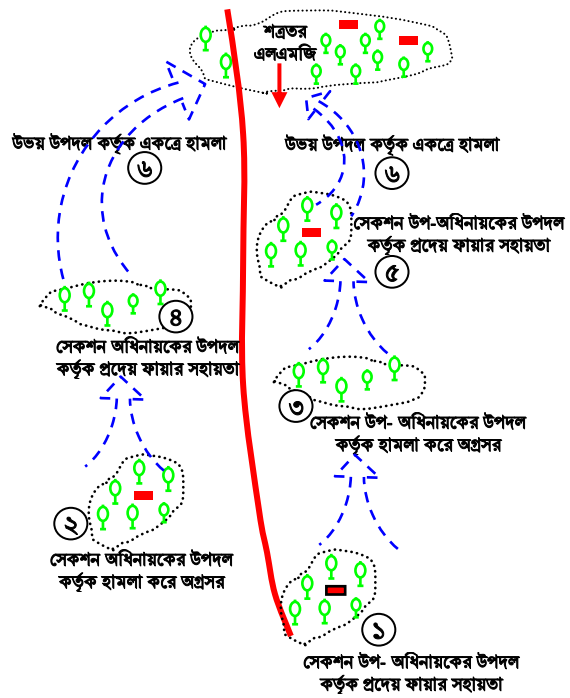 শত্রুর
এলএমজি
উভয় উপদল কর্তৃক একত্রে হামলা
৬
উভয় উপদল কর্তৃক একত্রে হামলা
৬
সেকশন উপ-অধিনায়কের উপদল
কর্তৃক প্রদেয় ফায়ার সহায়তা
৫
৪
সেকশন অধিনায়কের উপদল
কর্তৃক প্রদেয় ফায়ার সহায়তা
৩
সেকশন উপ- অধিনায়কের উপদল
কর্তৃক হামলা করে অগ্রসর
২
সেকশন অধিনায়কের উপদল
কর্তৃক হামলা করে অগ্রসর
১
সেকশন উপ- অধিনায়কের উপদল
কর্তৃক প্রদেয় ফায়ার সহায়তা